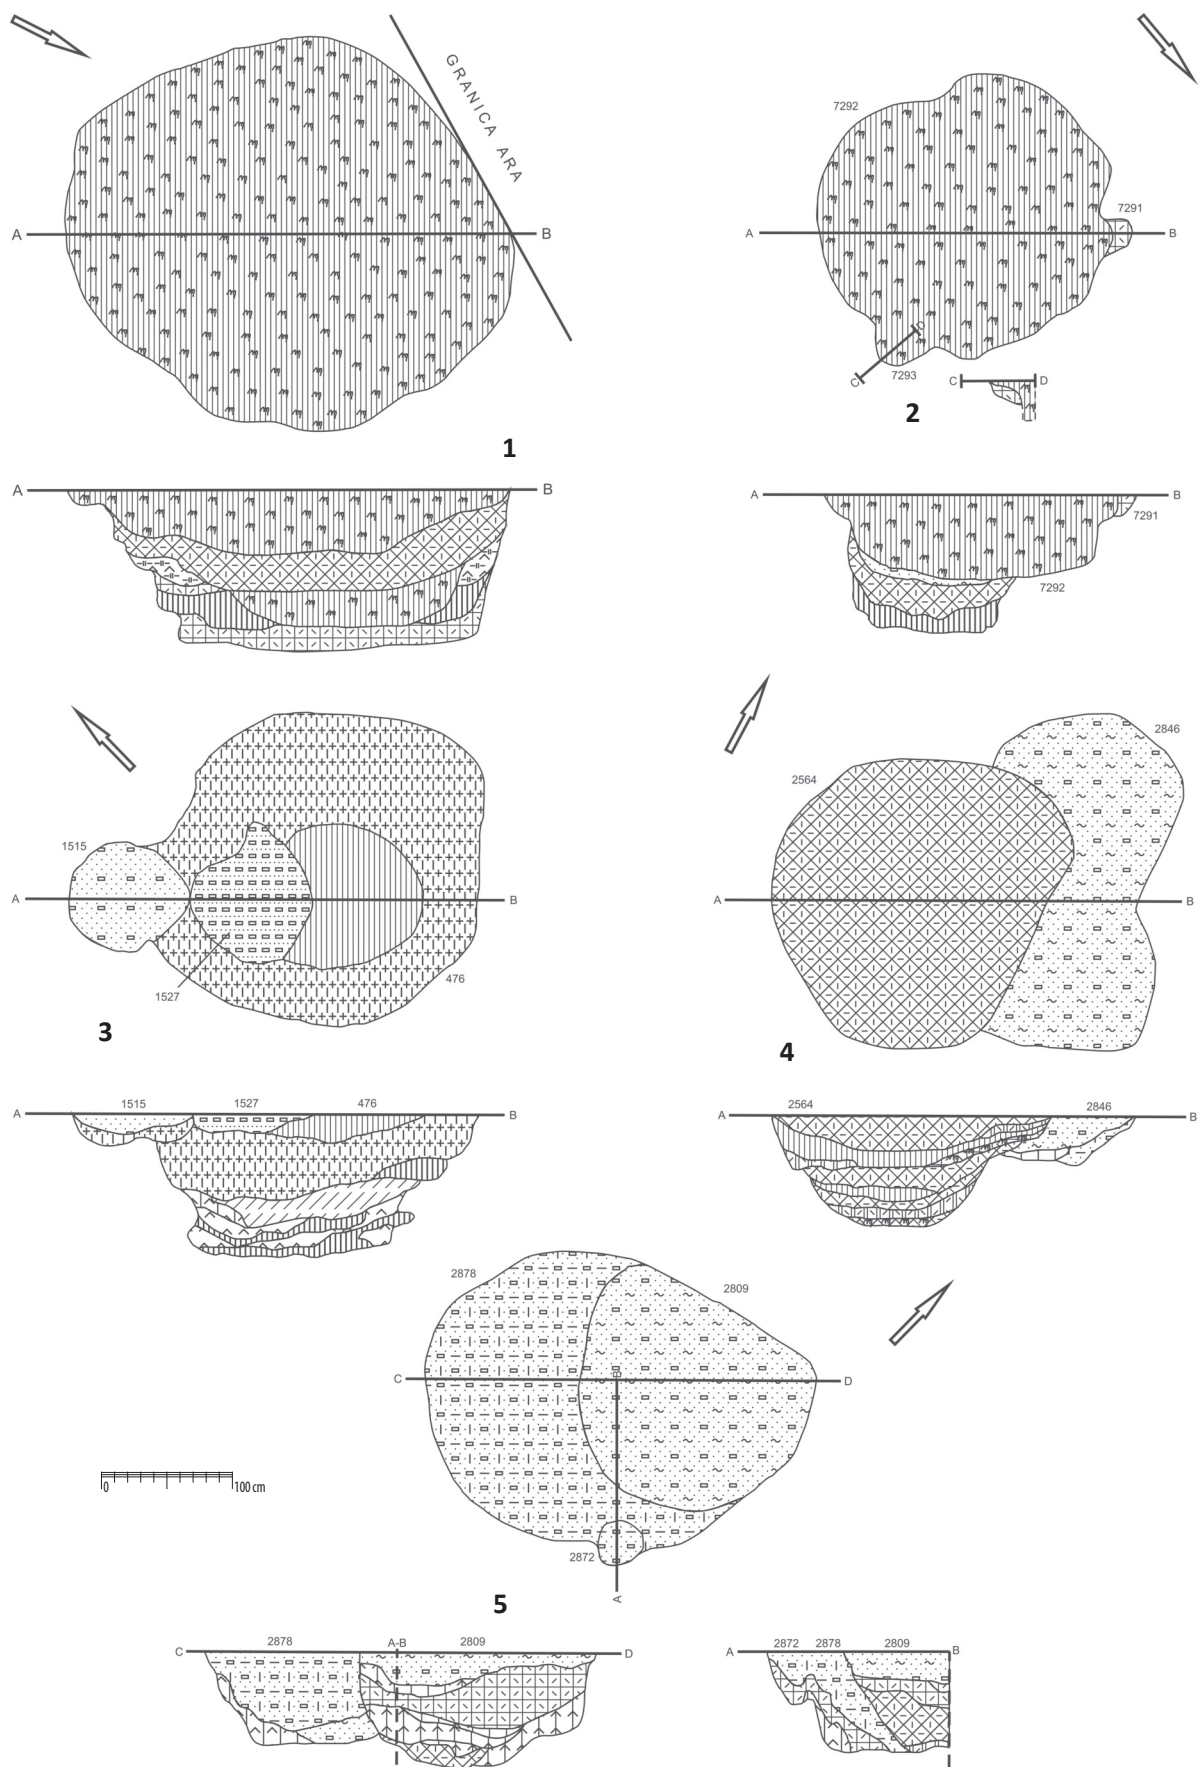 GRANICA ARA
A B
1
7292
7291
A B
C D
7293
C D
2
A B
A B
7291
7292
1515
A B
1527
476
3
2846
2564
A B
4
A 1515 1527 476 B
A 2564 2846 B
2878
2809
C B D
2872
A
5
0 100 cm
C 2878 A-B 2809 D
A 2872 2878 2809 B